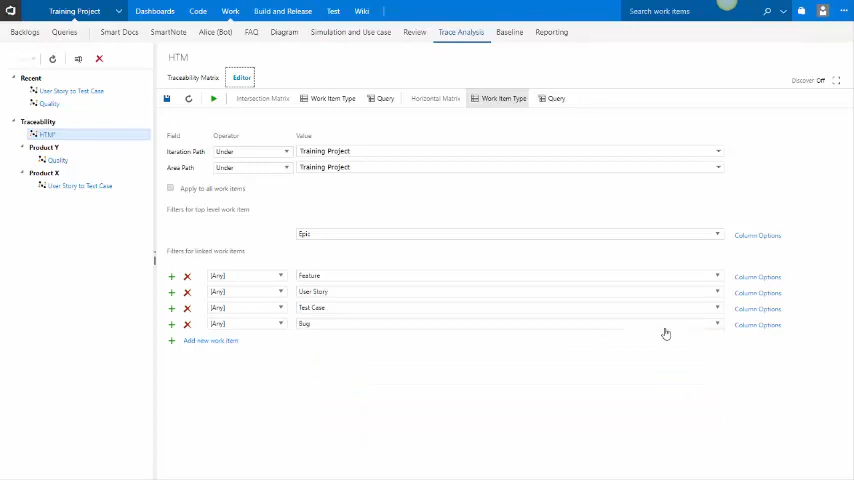 Training Project Dashboards Code Work Build and Release Test Wiki Search work items
Backlogs Queries Smart Docs SmartNote Alice (Bot) FAQ Diagram Simulation and Use case Review Trace Analysis Baseline Reporting
HTM
Traceability Matrix Editor
Discover Off
Intersection-Matrix Work Item Type Query Horizontal Matrix Work Item Type Query
Recent
User Story to Test Case
Quality
Traceability
HTM*
Product Y
Quality
Product X
User Story to Test Case
Field Operator Value
Iteration Path Under Training Project
Area Path Under Training Project
Apply to all work items
Filters for top level work item
Epic Column Options
Filters for linked work items
[Any] Feature Column Options
[Any] User Story Column Options
[Any] Test Case Column Options
[Any] Bug Column Options
Add new work item